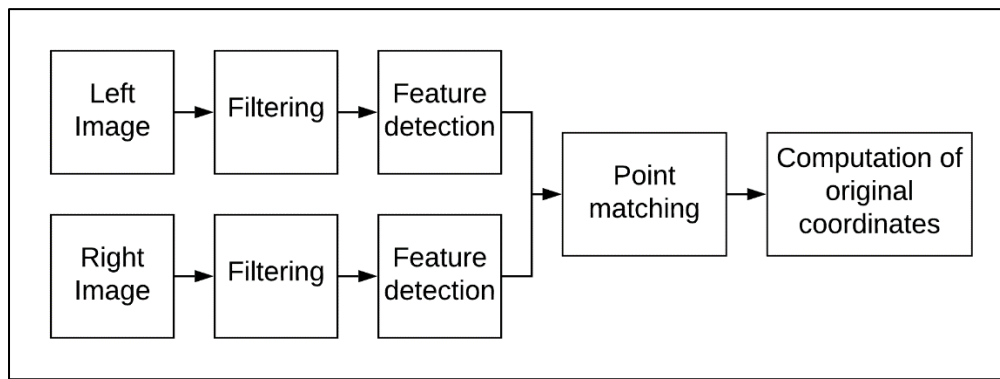 Left
Image
Filtering
Feature
detection
Right
Image
Filtering
Feature
detection
Point
matching
Computation of
original
coordinates